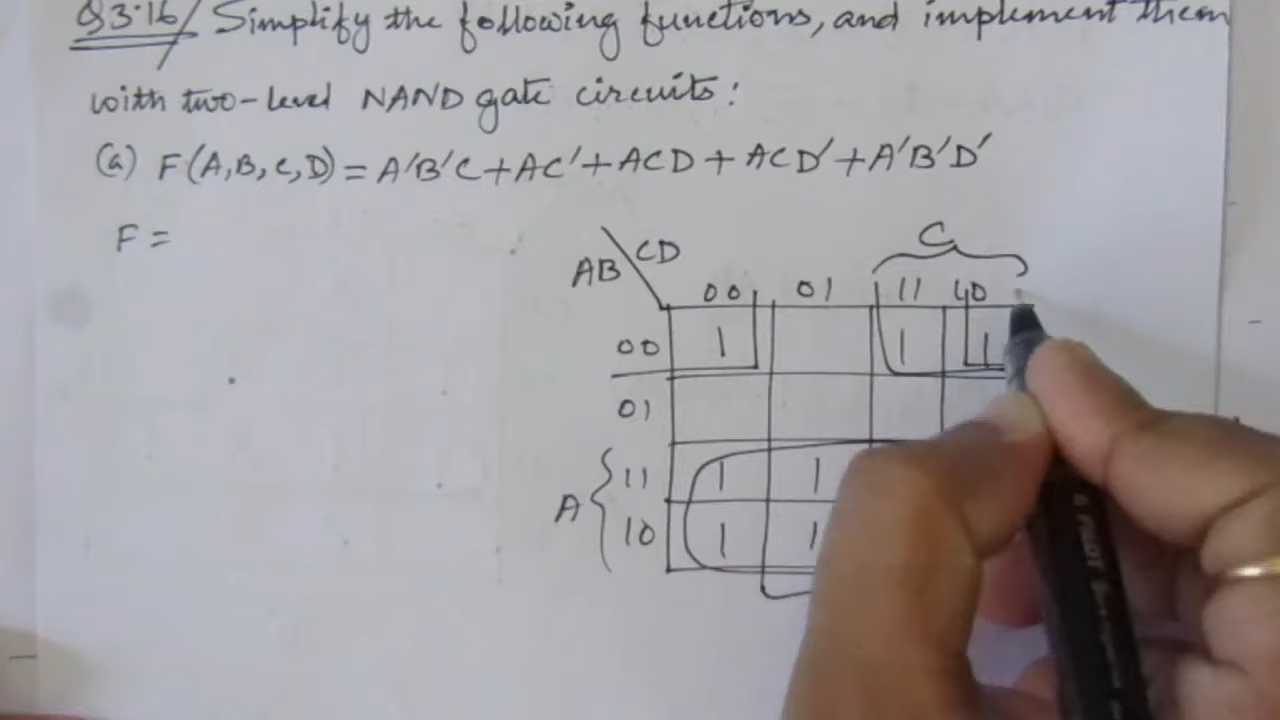 Q3.16/ Simplify the following functions, and implement them
with two-level NAND gate circuits:
(a) F(A,B,C,D) = A'B'C + AC' + ACD + ACD' + A'B'D'
F =
C
CD
AB
00 01 11 10
00 1 1 1
01
11 1 1
A
10 1 1
PILOT